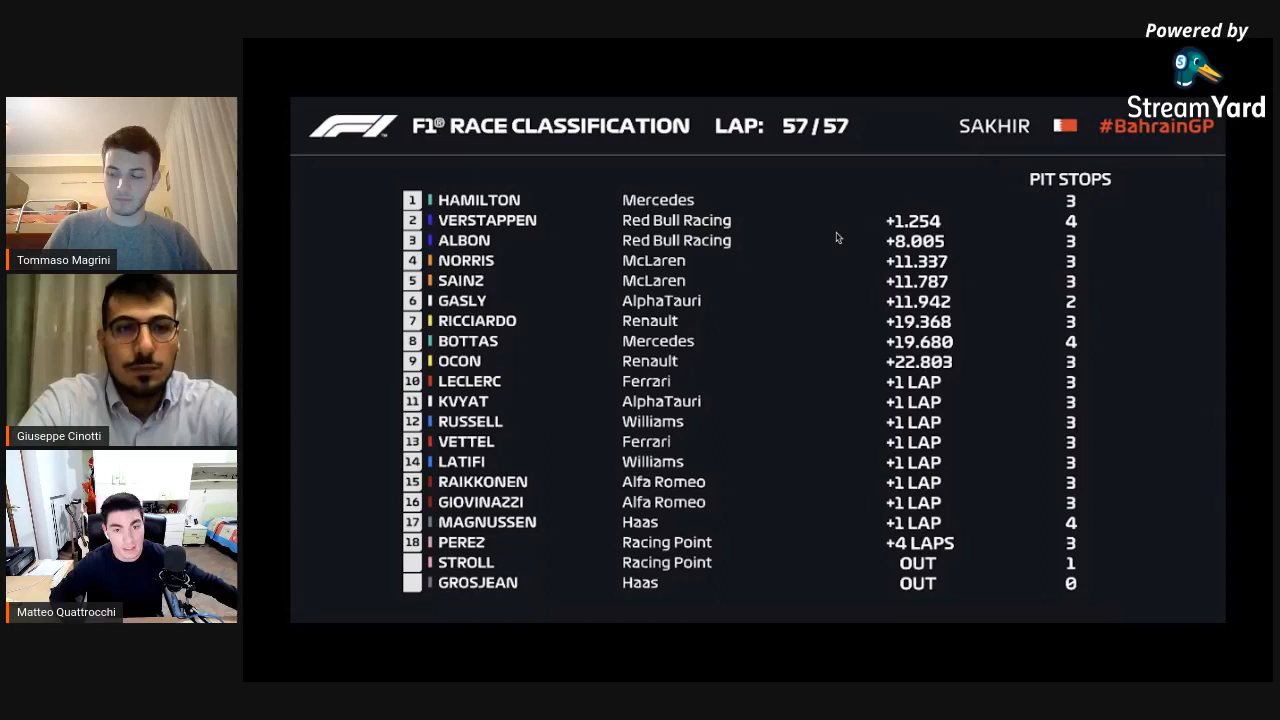 Powered by
StreamYard
F1® RACE CLASSIFICATION LAP: 57/57 SAKHIR #BahrainGP
PIT STOPS
1 HAMILTON Mercedes 3
2 VERSTAPPEN Red Bull Racing +1.254 4
3 ALBON Red Bull Racing +8.005 3
4 NORRIS McLaren +11.337 3
5 SAINZ McLaren +11.787 3
6 GASLY AlphaTauri +11.942 2
7 RICCIARDO Renault +19.368 3
8 BOTTAS Mercedes +19.680 4
9 OCON Renault +22.803 3
10 LECLERC Ferrari +1 LAP 3
11 KVYAT AlphaTauri +1 LAP 3
12 RUSSELL Williams +1 LAP 3
13 VETTEL Ferrari +1 LAP 3
14 LATIFI Williams +1 LAP 3
15 RAIKKONEN Alfa Romeo +1 LAP 3
16 GIOVINAZZI Alfa Romeo +1 LAP 3
17 MAGNUSSEN Haas +1 LAP 4
18 PEREZ Racing Point +4 LAPS 3
STROLL Racing Point OUT 1
GROSJEAN Haas OUT 0
Tommaso Magrini
Giuseppe Cinotti
Matteo Quattrocchi